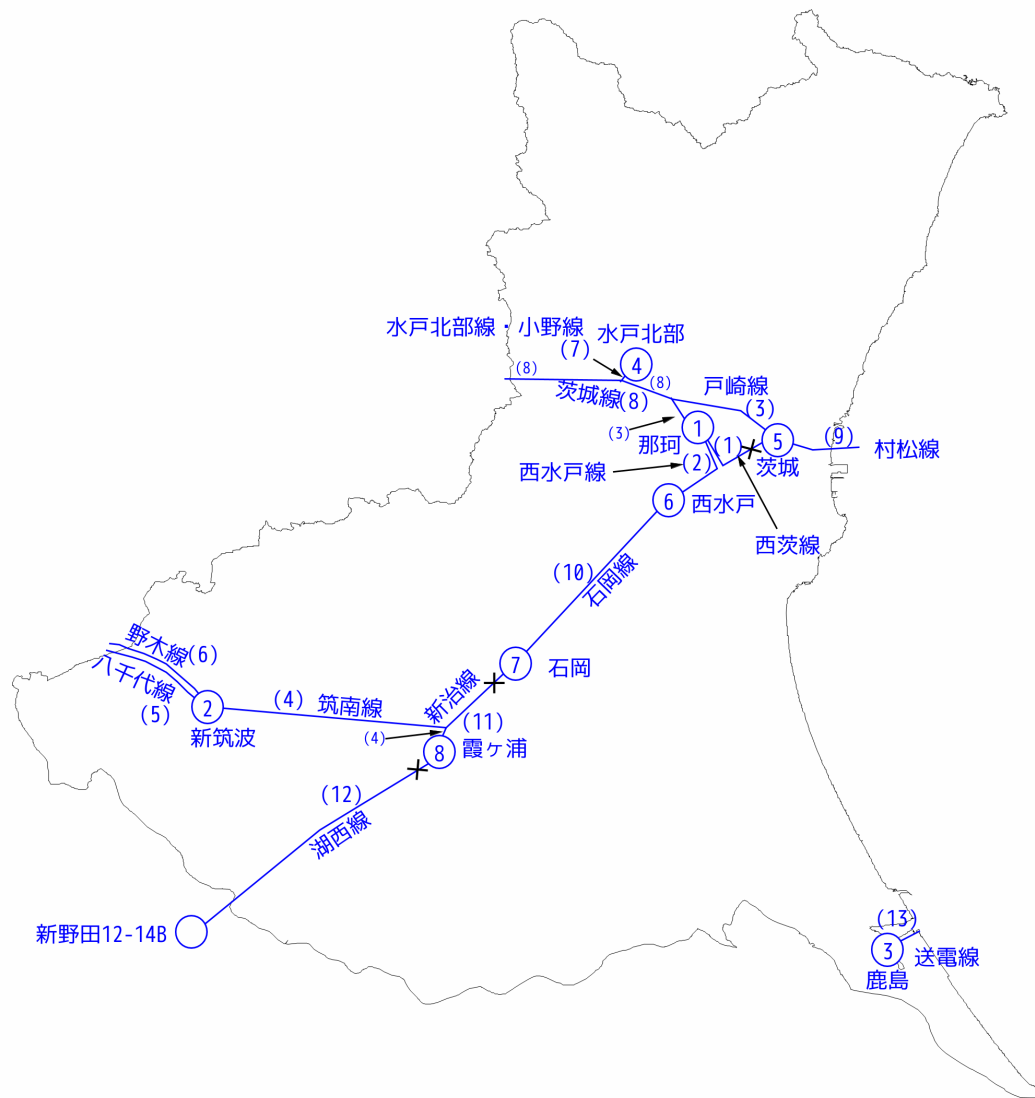 水戸北部線・小野線
水戸北部
(7)
4
(8)
(8)
茨城線(8)
戸崎線
(3)
(3)
1
那珂
(1)
5
(9)
村松線
茨城
西水戸線
(2)
6
西水戸
西茨線
(10)
石岡線
野木線(6)
八千代線
(5)
2
新筑波
(4)
筑南線
新治線
7
石岡
(11)
(4)
8
霞ヶ浦
(12)
湖西線
新野田12-14B
(13)
3
送電線
鹿島